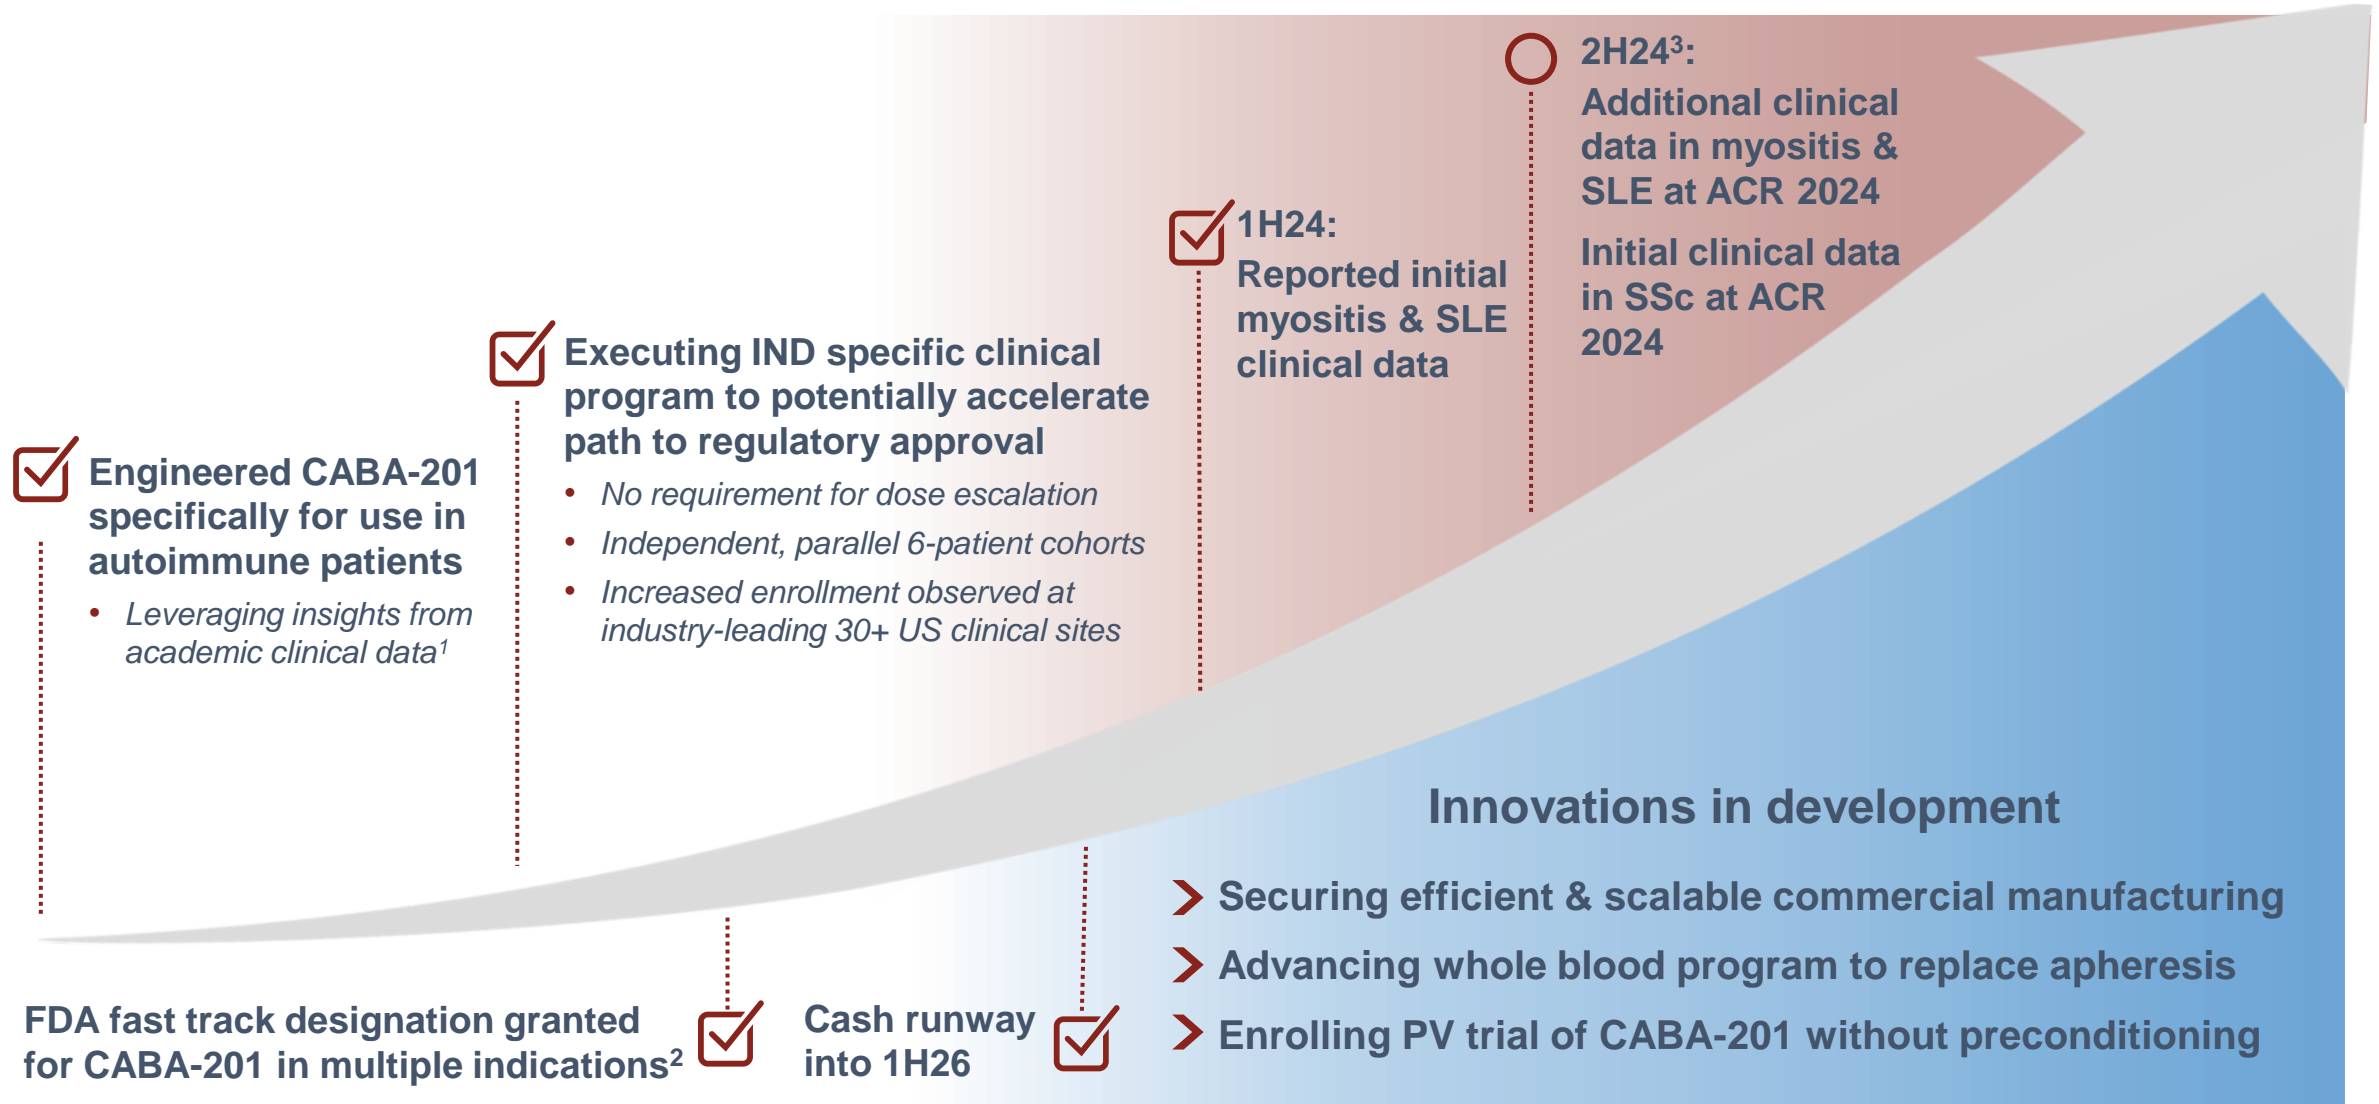 Engineered CABA-201
specifically for use in
autoimmune patients
• Leveraging insights from
academic clinical data¹
Executing IND specific clinical
program to potentially accelerate
path to regulatory approval
• No requirement for dose escalation
• Independent, parallel 6-patient cohorts
• Increased enrollment observed at
industry-leading 30+ US clinical sites
1H24:
Reported initial
myositis & SLE
clinical data
2H24³:
Additional clinical
data in myositis &
SLE at ACR 2024
Initial clinical data
in SSc at ACR
2024
FDA fast track designation granted
for CABA-201 in multiple indications²
Cash runway
into 1H26
Innovations in development
Securing efficient & scalable commercial manufacturing
Advancing whole blood program to replace apheresis
Enrolling PV trial of CABA-201 without preconditioning